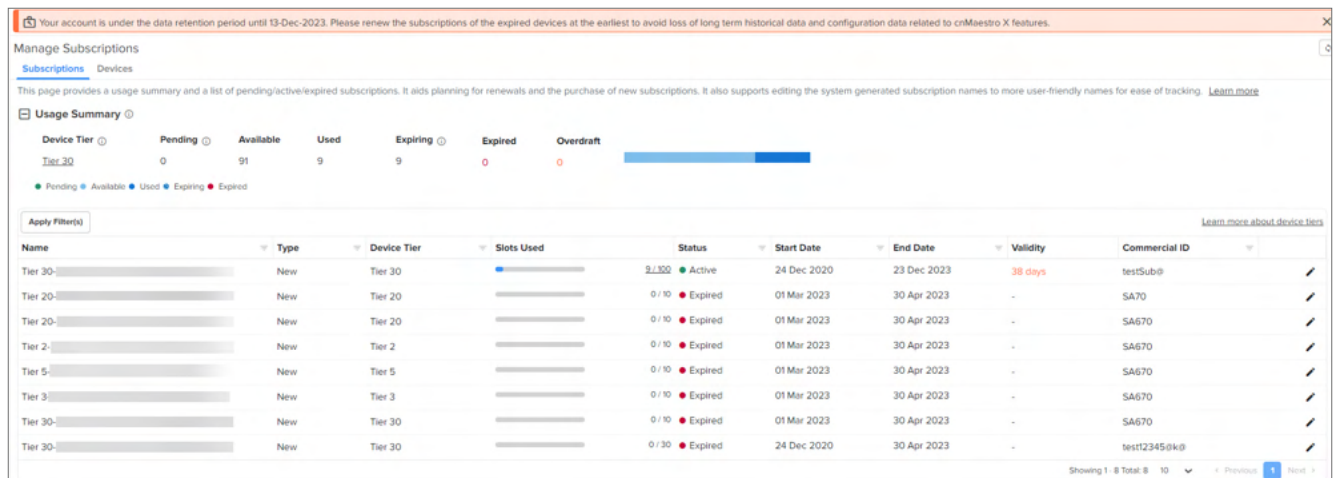 Your account is under the data retention period until 13-Dec-2023. Please renew the subscriptions of the expired devices at the earliest to avoid loss of long term historical data and configuration data related to cnMaestro X features.
Manage Subscriptions
Subscriptions Devices
This page provides a usage summary and a list of pending/active/expired subscriptions. It aids planning for renewals and the purchase of new subscriptions. It also supports editing the system generated subscription names to more user-friendly names for ease of tracking. Learn more
Usage Summary
Device Tier Pending Available Used Expiring Expired Overdraft
Tier 30 0 91 9 9 0 0
Pending Available Used Expiring Expired
Apply Filter(s) Learn more about device tiers
Name Type Device Tier Slots Used Status Start Date End Date Validity Commercial ID
Tier 30- New Tier 30 9 / 100 Active 24 Dec 2020 23 Dec 2023 38 days testSub@
Tier 20- New Tier 20 0 / 10 Expired 01 Mar 2023 30 Apr 2023 - SA70
Tier 20- New Tier 20 0 / 10 Expired 01 Mar 2023 30 Apr 2023 - SA670
Tier 2- New Tier 2 0 / 10 Expired 01 Mar 2023 30 Apr 2023 - SA670
Tier 5- New Tier 5 0 / 10 Expired 01 Mar 2023 30 Apr 2023 - SA670
Tier 3 New Tier 3 0 / 10 Expired 01 Mar 2023 30 Apr 2023 - SA670
Tier 30- New Tier 30 0 / 10 Expired 01 Mar 2023 30 Apr 2023 - SA670
Tier 30- New Tier 30 0 / 30 Expired 24 Dec 2020 30 Apr 2023 - test12345@k@
Showing 1 - 8 Total: 8 10 Previous 1 Next